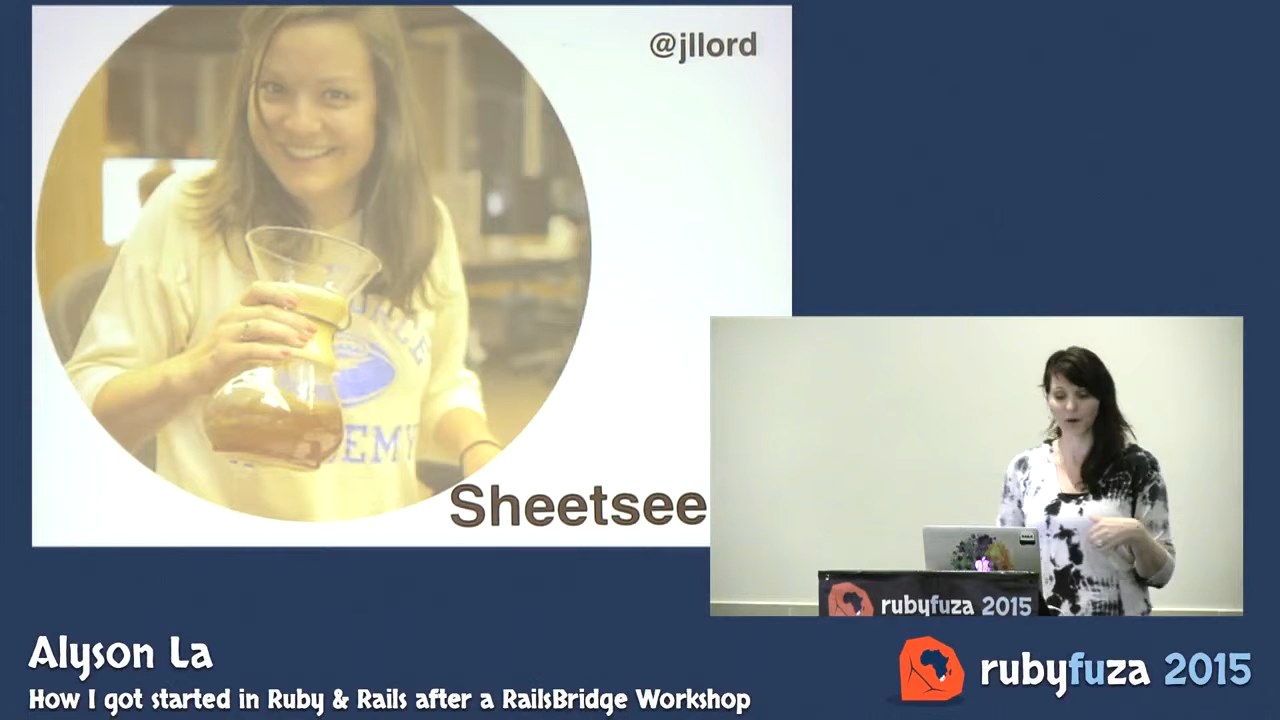 @jllord
Sheetsee
rubyfuza 2015
Alyson La
How I got started in Ruby & Rails after a RailsBridge Workshop
rubyfuza 2015